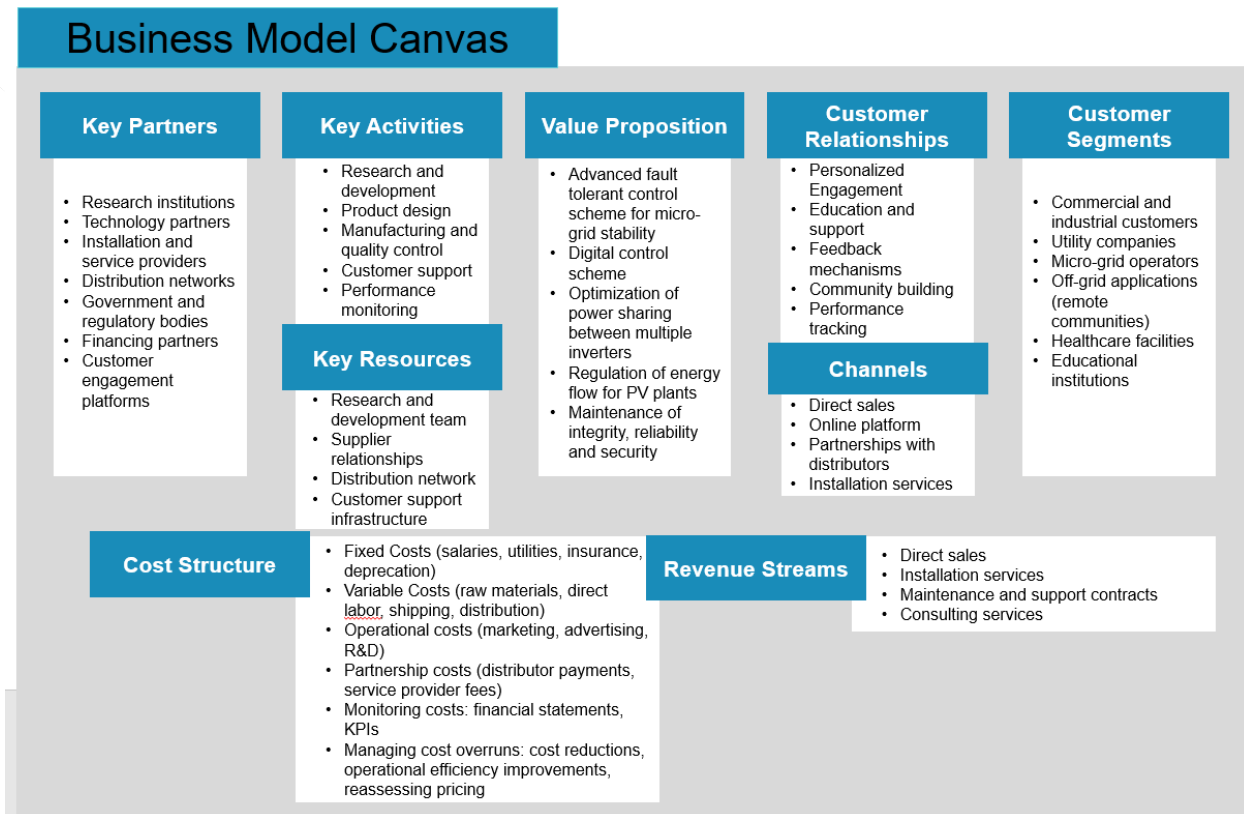 Business Model Canvas
Key Partners
• Research institutions
• Technology partners
• Installation and
service providers
• Distribution networks
• Government and
regulatory bodies
• Financing partners
• Customer
engagement
platforms
Key Activities
• Research and
development
• Product design
• Manufacturing and
quality control
• Customer support
• Performance
monitoring
Key Resources
• Research and
development team
• Supplier
relationships
• Distribution network
• Customer support
infrastructure
Value Proposition
• Advanced fault
tolerant control
scheme for micro-
grid stability
• Digital control
scheme
• Optimization of
power sharing
between multiple
inverters
• Regulation of energy
flow for PV plants
• Maintenance of
integrity, reliability
and security
Customer
Relationships
• Personalized
Engagement
• Education and
support
• Feedback
mechanisms
• Community building
• Performance
tracking
Channels
• Direct sales
• Online platform
• Partnerships with
distributors
• Installation services
Customer
Segments
• Commercial and
industrial customers
• Utility companies
• Micro-grid operators
• Off-grid applications
(remote
communities)
• Healthcare facilities
• Educational
institutions
Cost Structure
• Fixed Costs (salaries, utilities, insurance,
deprecation)
• Variable Costs (raw materials, direct
labor, shipping, distribution)
• Operational costs (marketing, advertising,
R&D)
• Partnership costs (distributor payments,
service provider fees)
• Monitoring costs: financial statements,
KPIs
• Managing cost overruns: cost reductions,
operational efficiency improvements,
reassessing pricing
Revenue Streams
• Direct sales
• Installation services
• Maintenance and support contracts
• Consulting services